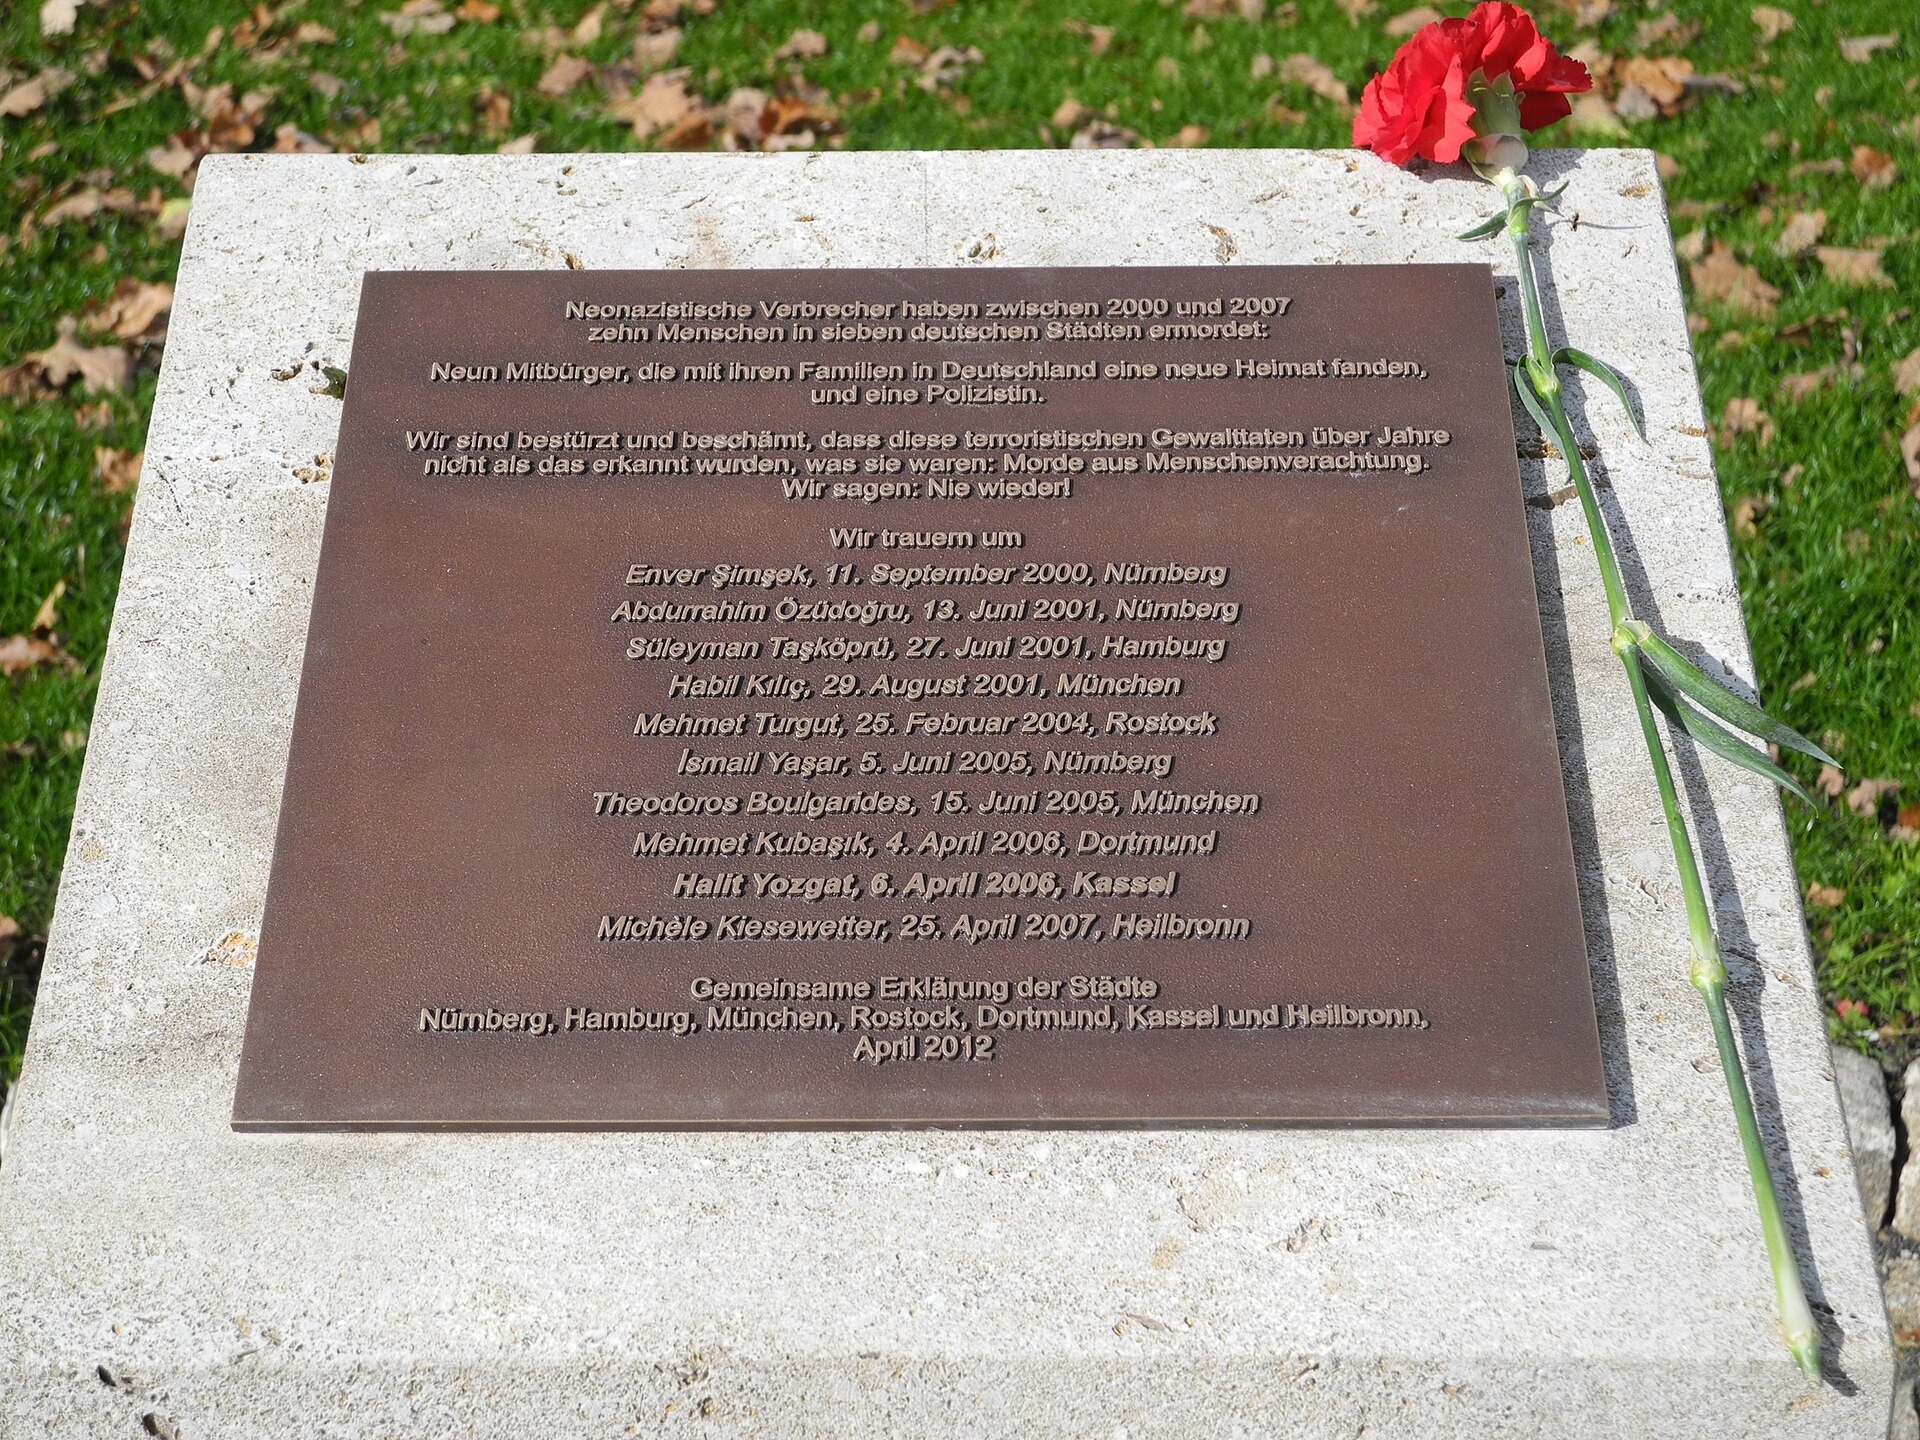 Neonazistische Verbrecher haben zwischen 2000 und 2007
zehn Menschen in sieben deutschen Städten ermordet:
Neun Mitbürger, die mit ihren Familien in Deutschland eine neue Heimat fanden,
und eine Polizistin.
Wir sind bestürzt und beschämt, dass diese terroristischen Gewalttaten über Jahre
nicht als das erkannt wurden, was sie waren: Morde aus Menschenverachtung.
Wir sagen: Nie wieder!
Wir trauern um
Enver Şimşek, 11. September 2000, Nürnberg
Abdurrahim Özüdoğru, 13. Juni 2001, Nürnberg
Süleyman Taşköprü, 27. Juni 2001, Hamburg
Habil Kılıç, 29. August 2001, München
Mehmet Turgut, 25. Februar 2004, Rostock
İsmail Yaşar, 5. Juni 2005, Nürnberg
Theodoros Boulgarides, 15. Juni 2005, München
Mehmet Kubaşık, 4. April 2006, Dortmund
Halit Yozgat, 6. April 2006, Kassel
Michèle Kiesewetter, 25. April 2007, Heilbronn
Gemeinsame Erklärung der Städte
Nürnberg, Hamburg, München, Rostock, Dortmund, Kassel und Heilbronn,
April 2012